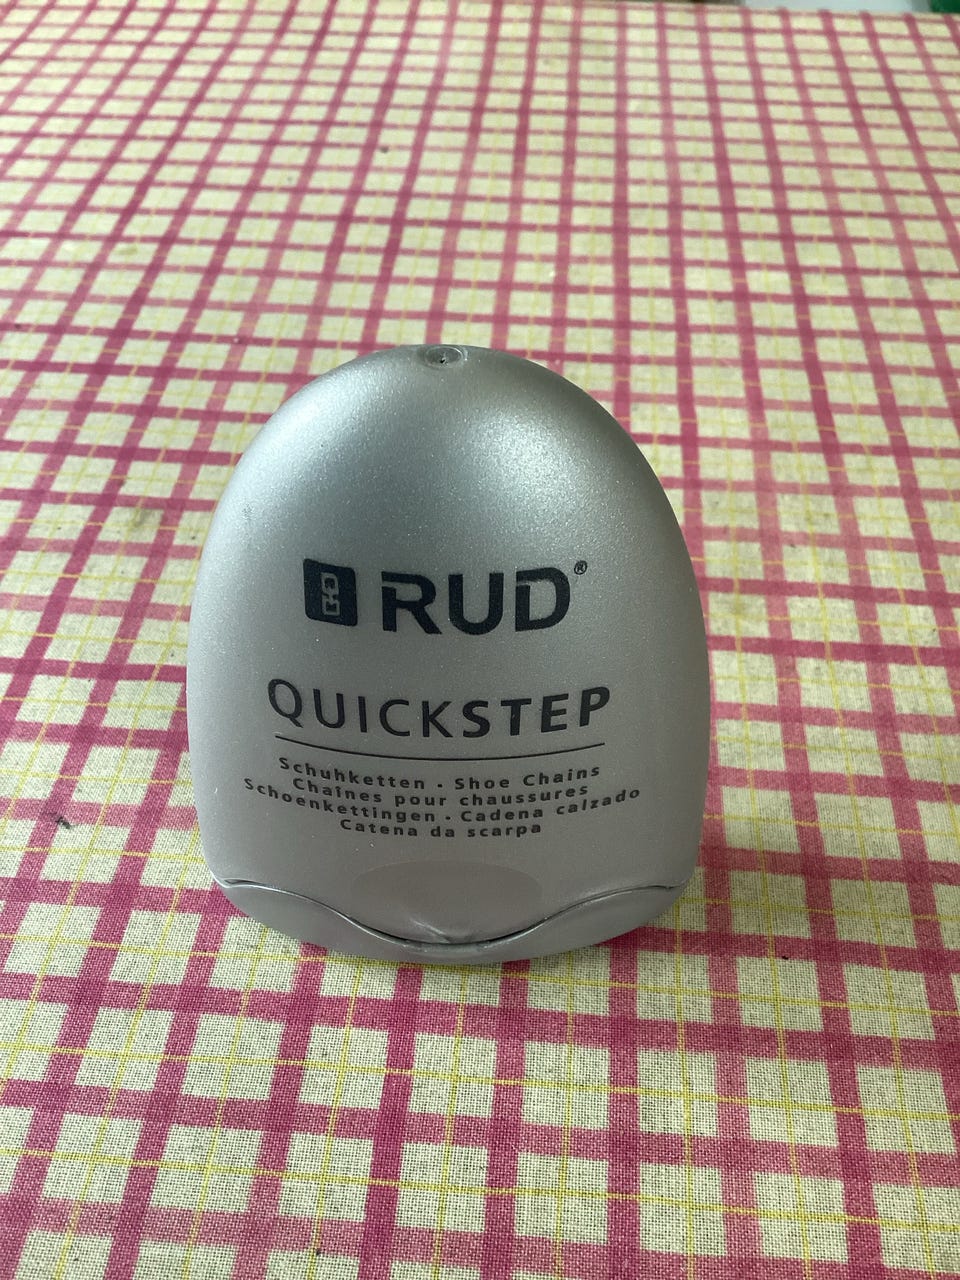 RUD®
QUICKSTEP
Schuhketten · Shoe Chains
Chaînes pour chaussures
Schoenkettingen · Cadena calzado
Catena da scarpa